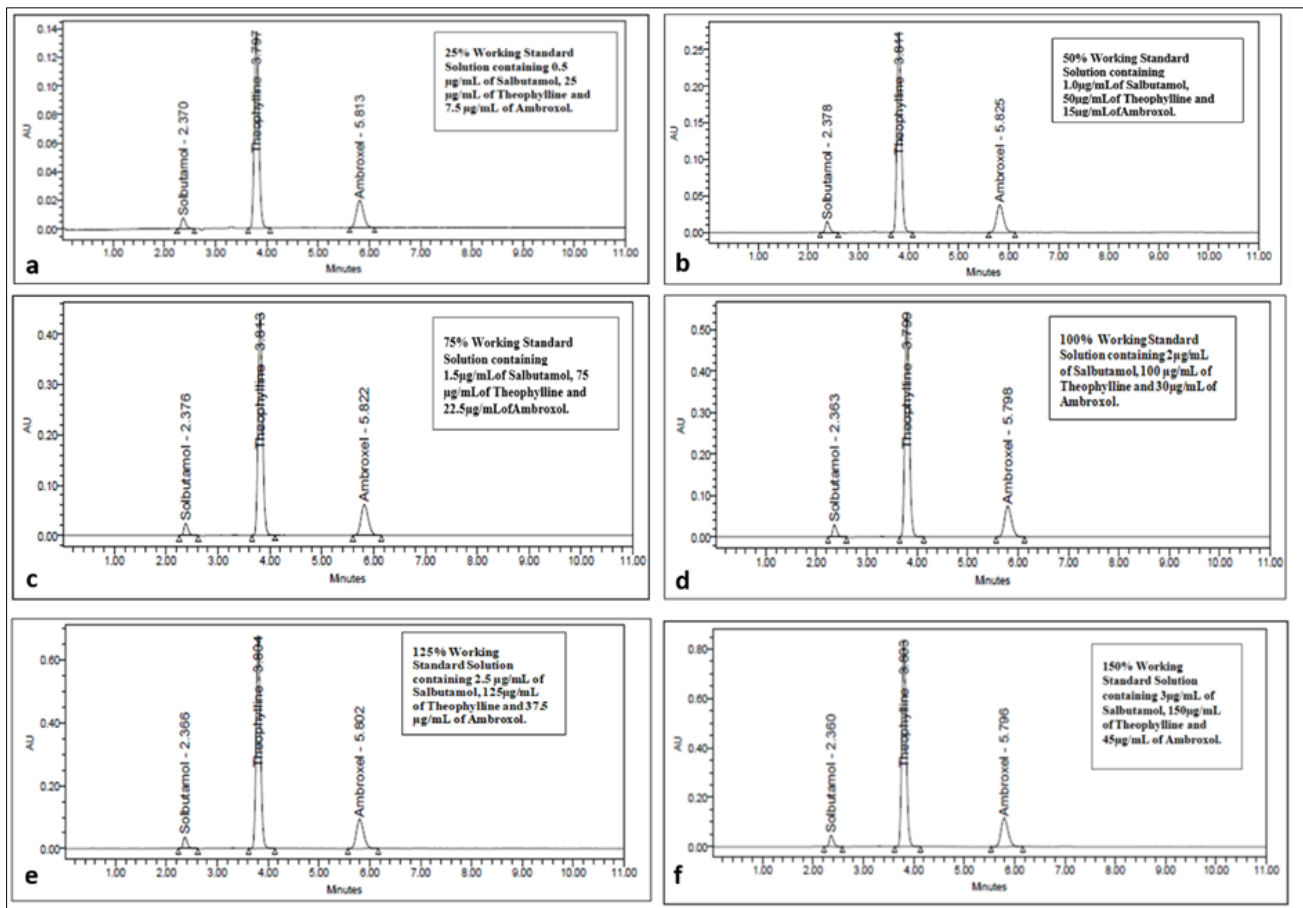 0.14
0.12
0.10
0.08
0.06
0.04
0.02
0.00
AU
Solbutamol - 2.370
Theophylline - 3.797
Ambroxel - 5.813
25% Working Standard
Solution containing 0.5
µg/mL of Salbutamol, 25
µg/mL of Theophylline and
7.5 µg/mL of Ambroxol.
1.00 2.00 3.00 4.00 5.00 6.00 7.00 8.00 9.00 10.00 11.00
Minutes
a
0.25
0.20
0.15
0.10
0.05
0.00
AU
Solbutamol - 2.378
Theophylline - 3.811
Ambroxel - 5.825
50% Working Standard
Solution containing
1.0µg/mLof Salbutamol,
50µg/mLof Theophylline and
15µg/mLofAmbroxol.
1.00 2.00 3.00 4.00 5.00 6.00 7.00 8.00 9.00 10.00 11.00
Minutes
b
0.40
0.30
0.20
0.10
0.00
AU
Solbutamol - 2.376
Theophylline - 3.813
Ambroxel - 5.822
75% Working Standard
Solution containing
1.5µg/mLof Salbutamol, 75
µg/mLof Theophylline and
22.5µg/mLofAmbroxol.
1.00 2.00 3.00 4.00 5.00 6.00 7.00 8.00 9.00 10.00 11.00
Minutes
c
0.50
0.40
0.30
0.20
0.10
0.00
AU
Solbutamol - 2.363
Theophylline - 3.799
Ambroxel - 5.798
100% Working Standard
Solution containing 2µg/mL
of Salbutamol, 100 µg/mL of
Theophylline and 30µg/mL of
Ambroxol.
1.00 2.00 3.00 4.00 5.00 6.00 7.00 8.00 9.00 10.00 11.00
Minutes
d
0.60
0.40
0.20
0.00
AU
Solbutamol - 2.366
Theophylline - 3.804
Ambroxel - 5.802
125% Working
Standard Solution
containing 2.5 µg/mL of
Salbutamol, 125µg/mL
of Theophylline and 37.5
µg/mL of Ambroxol.
1.00 2.00 3.00 4.00 5.00 6.00 7.00 8.00 9.00 10.00 11.00
Minutes
e
0.80
0.60
0.40
0.20
0.00
AU
Solbutamol - 2.360
Theophylline - 3.803
Ambroxel - 5.796
150% Working
Standard Solution
containing 3µg/mL of
Salbutamol, 150µg/mL
of Theophylline and
45µg/mL of Ambroxol.
1.00 2.00 3.00 4.00 5.00 6.00 7.00 8.00 9.00 10.00 11.00
Minutes
f